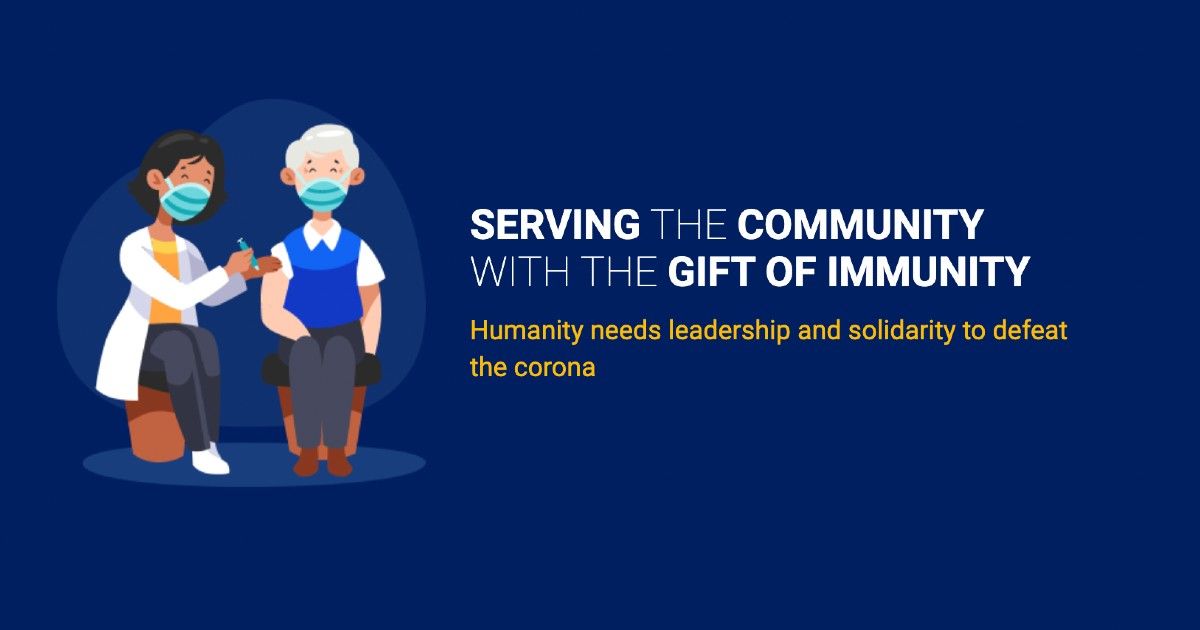 SERVING THE COMMUNITY
WITH THE GIFT OF IMMUNITY
Humanity needs leadership and solidarity to defeat
the corona